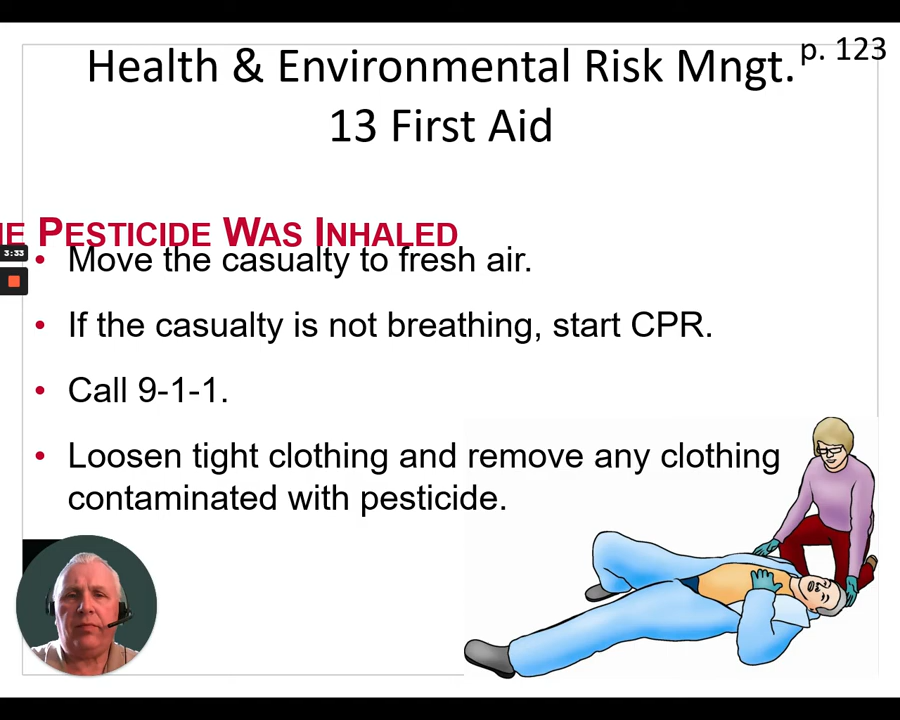 p. 123
Health & Environmental Risk Mngt.
13 First Aid
E PESTICIDE WAS INHALED
3:33
• Move the casualty to fresh air.
• If the casualty is not breathing, start CPR.
• Call 9-1-1.
• Loosen tight clothing and remove any clothing
contaminated with pesticide.